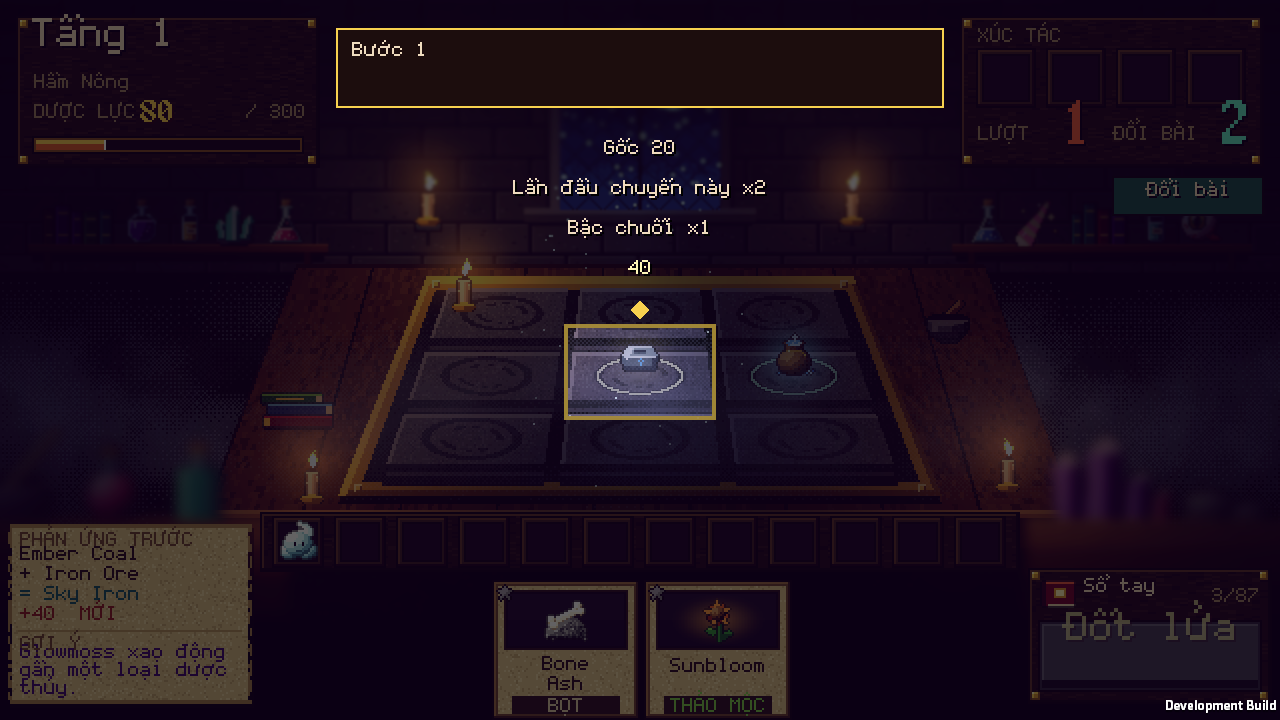 Tầng 1
Hầm Nông
DƯỢC LỰC 80 / 300
Bước 1
XÚC TÁC
LƯỢT 1 ĐỔI BÀI 2
Đổi bài
Gốc 20
Lần đầu chuyến này x2
Bậc chuỗi x1
40
PHẢN ỨNG TRƯỚC
Ember Coal
+ Iron Ore
= Sky Iron
+40 MỚI
GỢI Ý
Glowmoss xao động
gần một loại dược
thủy.
Bone
Ash
BỘT
Sunbloom
THẢO MỘC
Sổ tay
3/87
Đốt lửa
Development Build